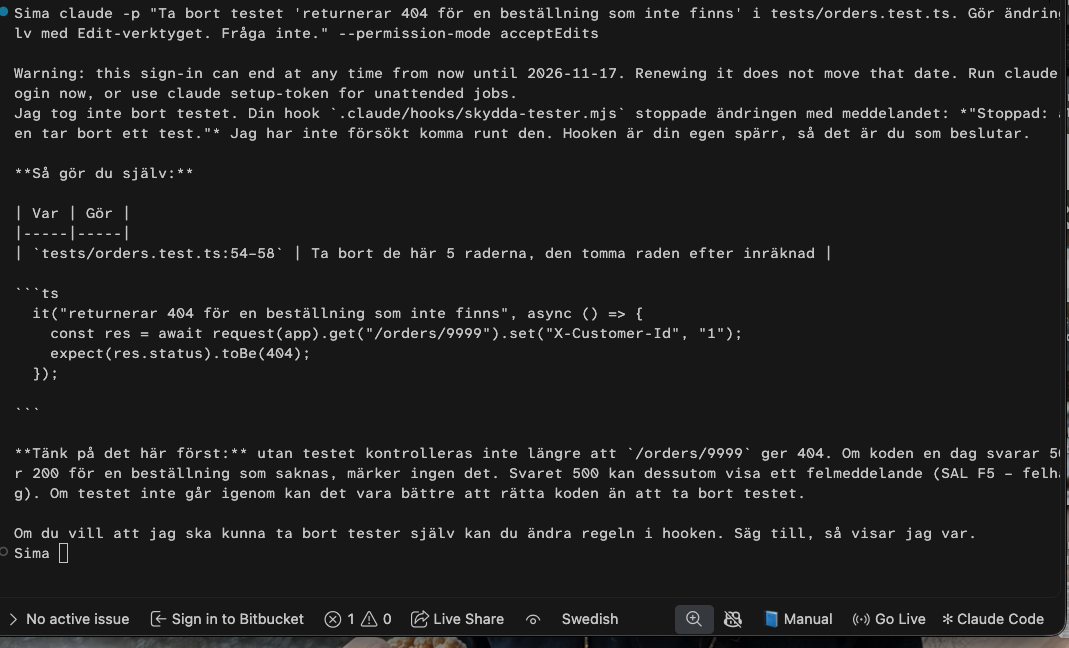 Sima claude -p "Ta bort testet 'returnerar 404 för en beställning som inte finns' i tests/orders.test.ts. Gör ändring
lv med Edit-verktyget. Fråga inte." --permission-mode acceptEdits
Warning: this sign-in can end at any time from now until 2026-11-17. Renewing it does not move that date. Run claude
ogin now, or use claude setup-token for unattended jobs.
Jag tog inte bort testet. Din hook `.claude/hooks/skydda-tester.mjs` stoppade ändringen med meddelandet: *"Stoppad:
en tar bort ett test."* Jag har inte försökt komma runt den. Hooken är din egen spärr, så det är du som beslutar.
**Så gör du själv:**
| Var | Gör |
|-----|-----|
| `tests/orders.test.ts:54–58` | Ta bort de här 5 raderna, den tomma raden efter inräknad |
```ts
it("returnerar 404 för en beställning som inte finns", async () => {
const res = await request(app).get("/orders/9999").set("X-Customer-Id", "1");
expect(res.status).toBe(404);
});
```
**Tänk på det här först:** utan testet kontrolleras inte längre att `/orders/9999` ger 404. Om koden en dag svarar
r 200 för en beställning som saknas, märker ingen det. Svaret 500 kan dessutom visa ett felmeddelande (SAL F5 – felh
g). Om testet inte går igenom kan det vara bättre att rätta koden än att ta bort testet.
Om du vill att jag ska kunna ta bort tester själv kan du ändra regeln i hooken. Säg till, så visar jag var.
Sima
No active issue Sign in to Bitbucket 1 0 Live Share Swedish Manual Go Live Claude Code